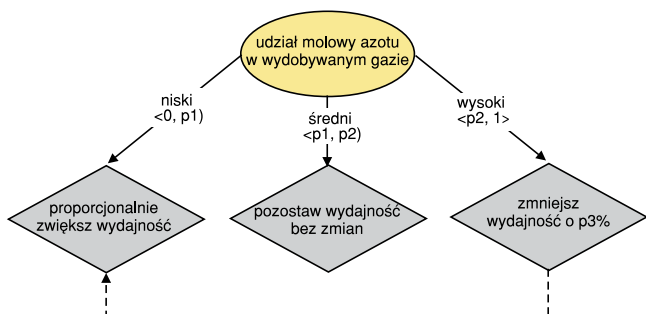 udział molowy azotu
w wydobywanym gazie
niski
<0, p1)
średni
<p1, p2)
wysoki
<p2, 1>
proporcjonalnie
zwiększ wydajność
pozostaw wydajność
bez zmian
zmniejsz
wydajność o p3%